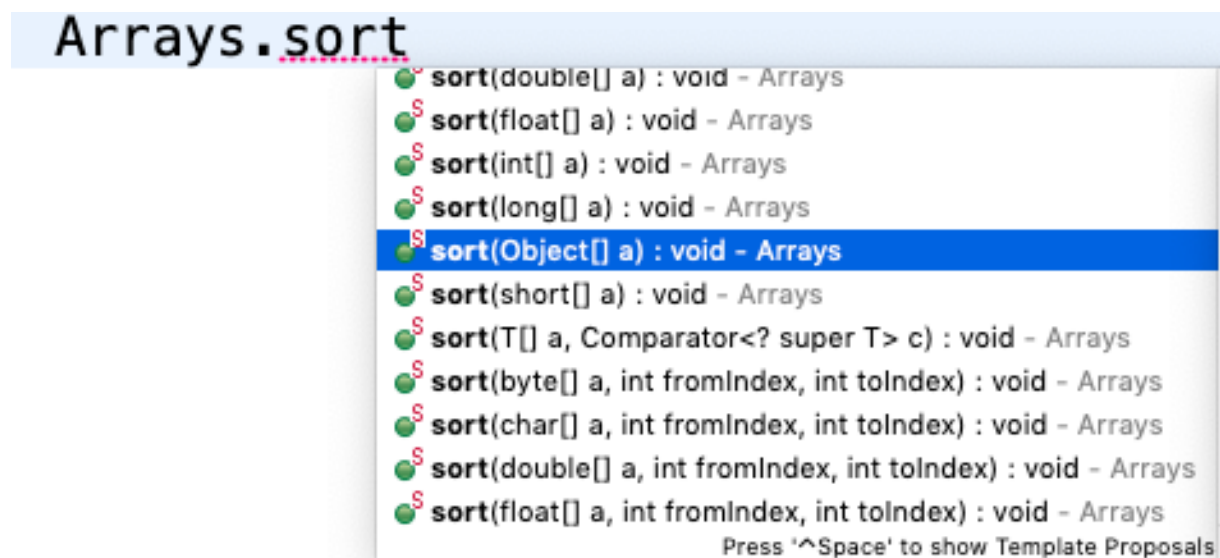 Arrays.sort
S sort(double[] a) : void - Arrays
S sort(float[] a) : void - Arrays
S sort(int[] a) : void - Arrays
S sort(long[] a) : void - Arrays
S sort(Object[] a) : void - Arrays
S sort(short[] a) : void - Arrays
S sort(T[] a, Comparator<? super T> c) : void - Arrays
S sort(byte[] a, int fromIndex, int toIndex) : void - Arrays
S sort(char[] a, int fromIndex, int toIndex) : void - Arrays
S sort(double[] a, int fromIndex, int toIndex) : void - Arrays
S sort(float[] a, int fromIndex, int toIndex) : void - Arrays
Press '^Space' to show Template Proposals